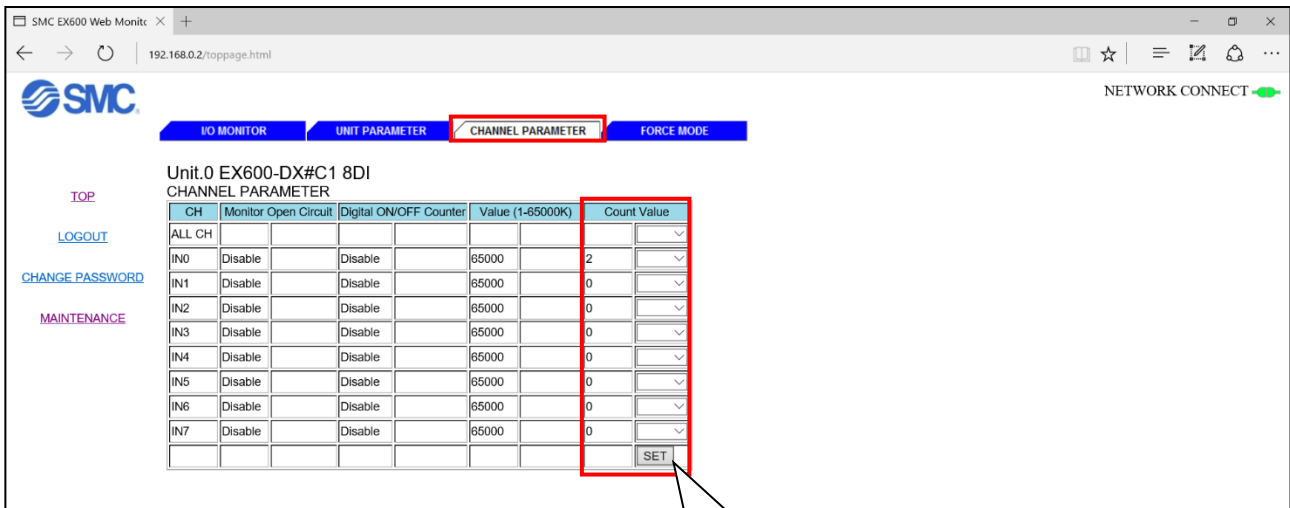 SMC EX600 Web Monitc
192.168.0.2/toppage.html
SMC
NETWORK CONNECT
I/O MONITOR UNIT PARAMETER CHANNEL PARAMETER FORCE MODE
Unit.0 EX600-DX#C1 8DI
CHANNEL PARAMETER
TOP
LOGOUT
CHANGE PASSWORD
MAINTENANCE
CH Monitor Open Circuit Digital ON/OFF Counter Value (1-65000K) Count Value
ALL CH
IN0 Disable Disable 65000 2
IN1 Disable Disable 65000 0
IN2 Disable Disable 65000 0
IN3 Disable Disable 65000 0
IN4 Disable Disable 65000 0
IN5 Disable Disable 65000 0
IN6 Disable Disable 65000 0
IN7 Disable Disable 65000 0
SET